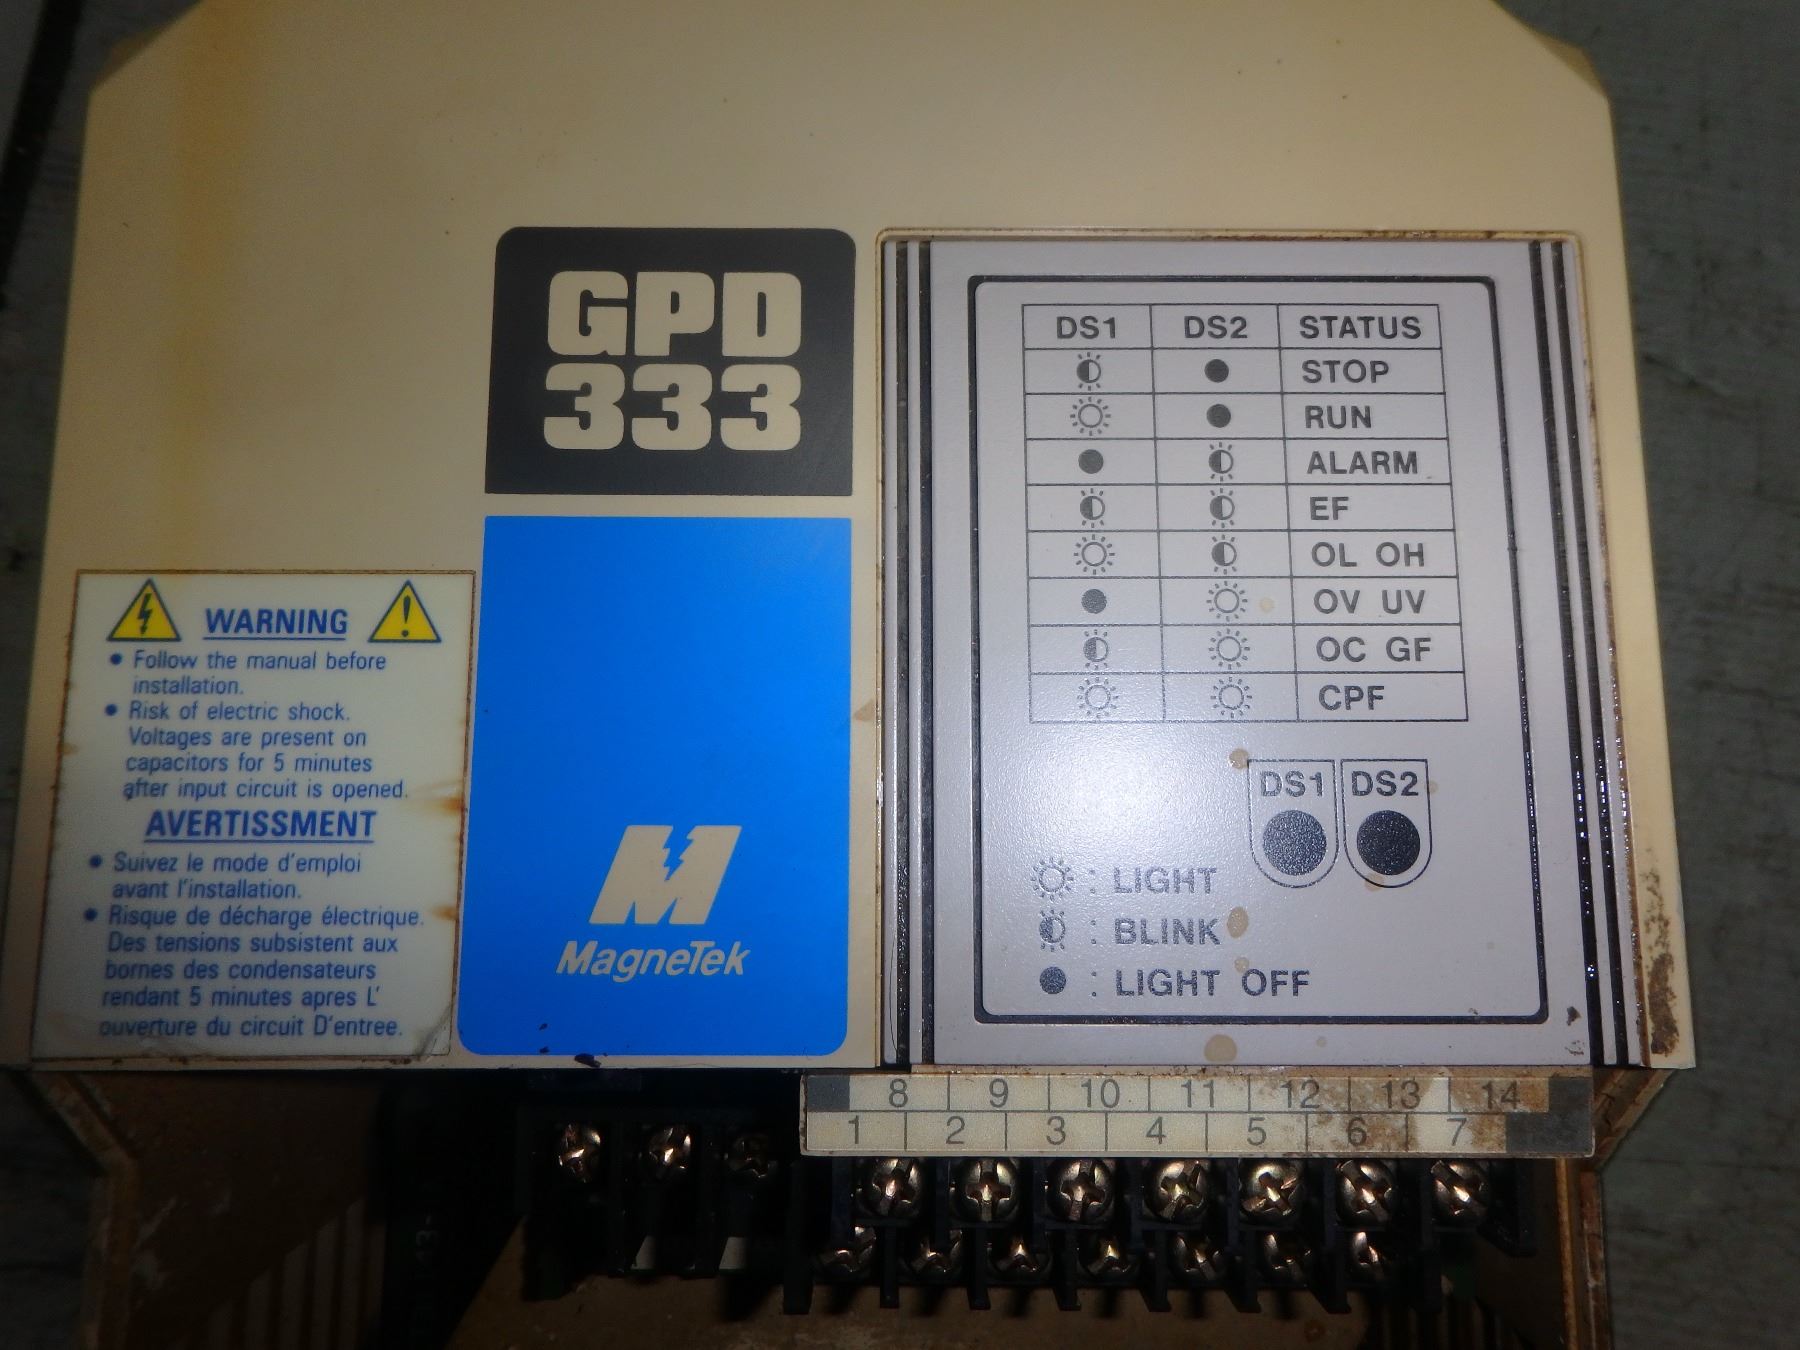 GPD
333
WARNING
• Follow the manual before
installation.
• Risk of electric shock.
Voltages are present on
capacitors for 5 minutes
after input circuit is opened.
AVERTISSMENT
• Suivez le mode d'emploi
avant l'installation.
• Risque de décharge électrique.
Des tensions subsistent aux
bornes des condensateurs
rendant 5 minutes apres L'
ouverture du circuit D'entree.
MagneTek
DS1 DS2 STATUS
STOP
RUN
ALARM
EF
OL OH
OV UV
OC GF
CPF
DS1 DS2
: LIGHT
: BLINK
: LIGHT OFF
8 9 10 11 12 13 14
1 2 3 4 5 6 7